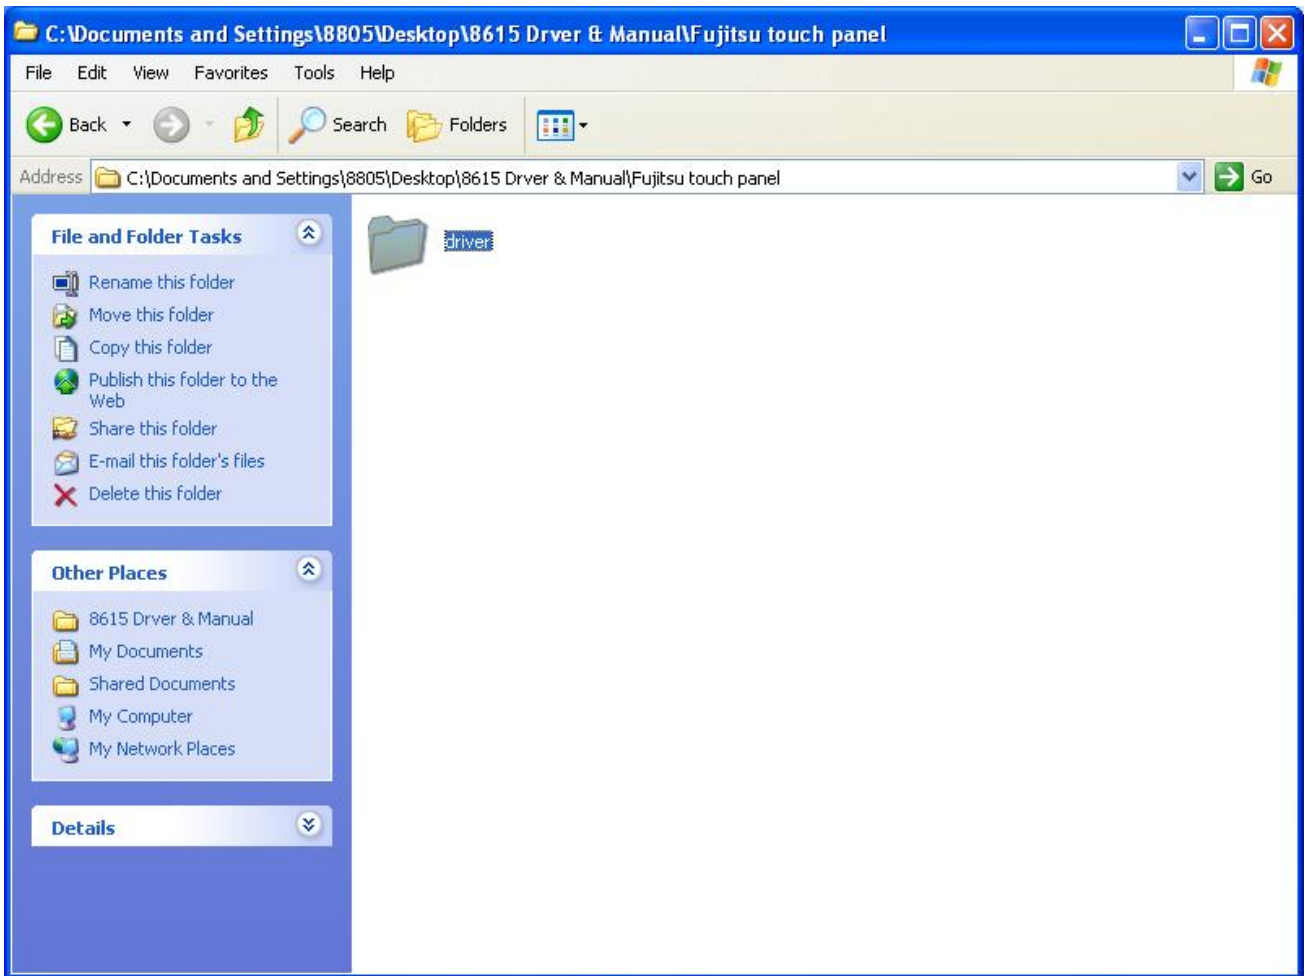 C:\Documents and Settings\8805\Desktop\8615 Drver & Manual\Fujitsu touch panel
File Edit View Favorites Tools Help
Back Search Folders
Address C:\Documents and Settings\8805\Desktop\8615 Drver & Manual\Fujitsu touch panel Go
File and Folder Tasks
Rename this folder
Move this folder
Copy this folder
Publish this folder to the
Web
Share this folder
E-mail this folder's files
Delete this folder
Other Places
8615 Drver & Manual
My Documents
Shared Documents
My Computer
My Network Places
Details
driver